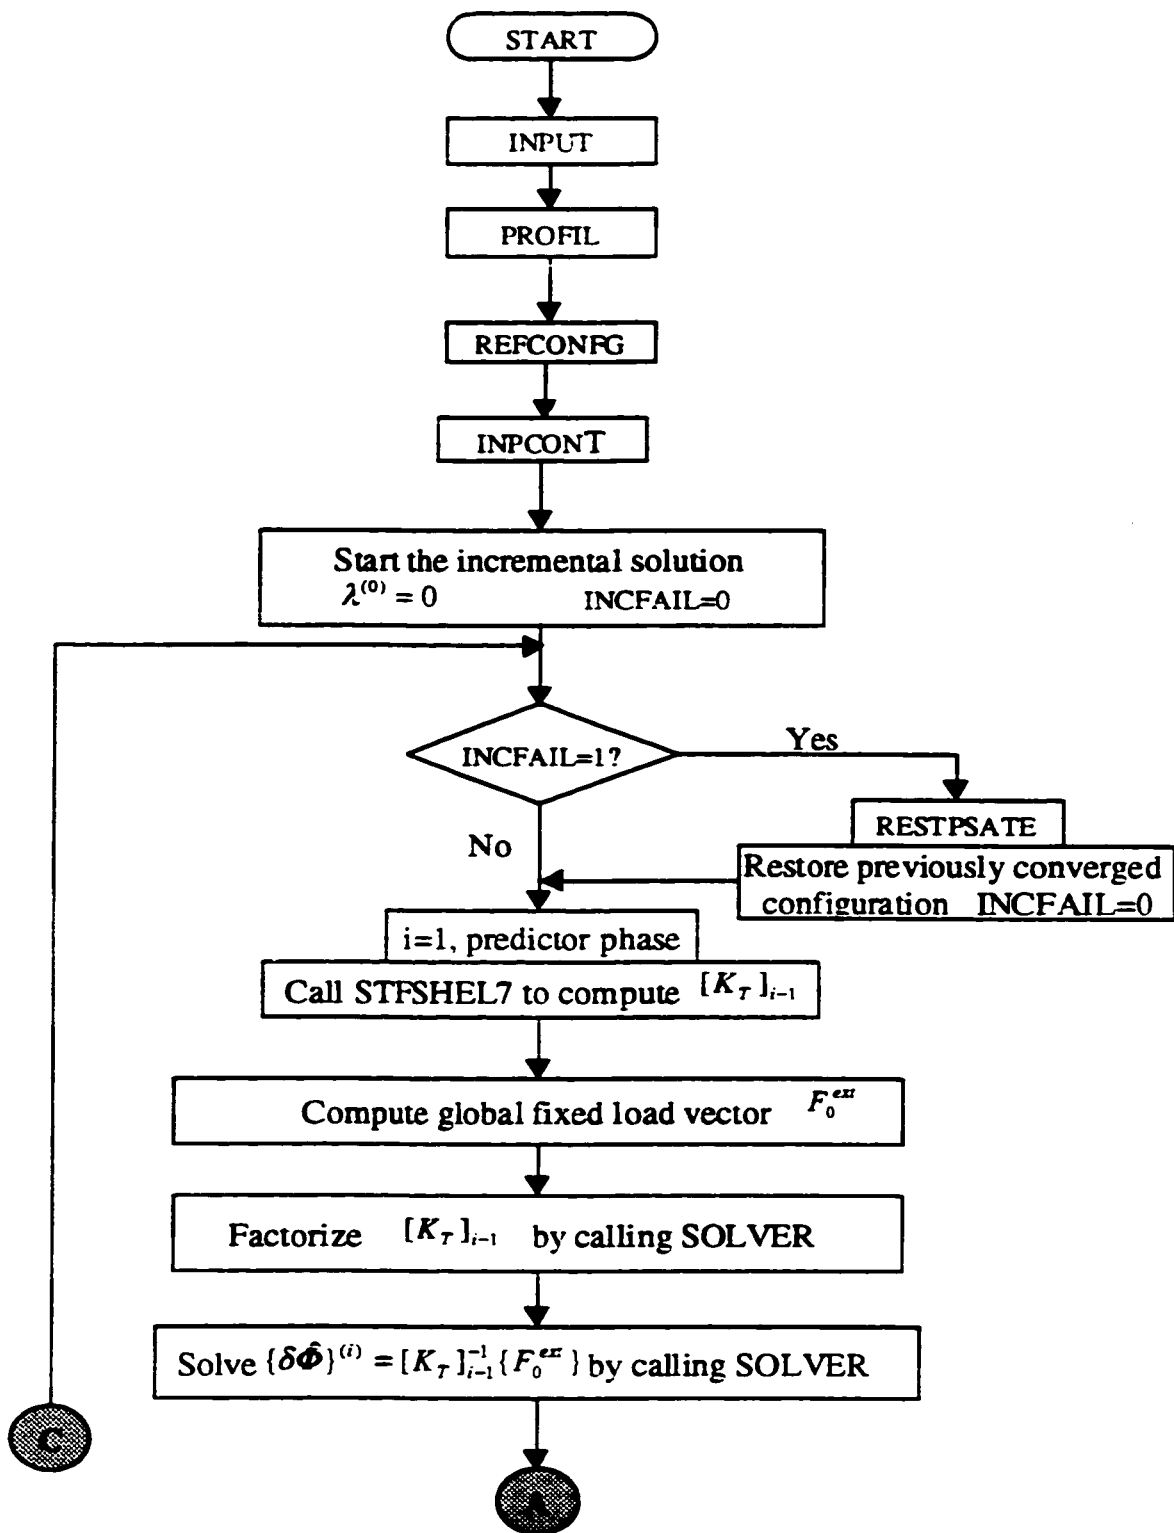 START
INPUT
PROFIL
REFCONFG
INPCONT
Start the incremental solution
λ^(0) = 0 INCFAIL=0
INCFAIL=1?
Yes
No
RESTPSATE
Restore previously converged
configuration INCFAIL=0
i=1, predictor phase
Call STFSHEL7 to compute [K_T]_{i-1}
Compute global fixed load vector F_0^{ext}
Factorize [K_T]_{i-1} by calling SOLVER
Solve {δΦ̂}^(i) = [K_T]_{i-1}^{-1} {F_0^{ext}} by calling SOLVER
C
A